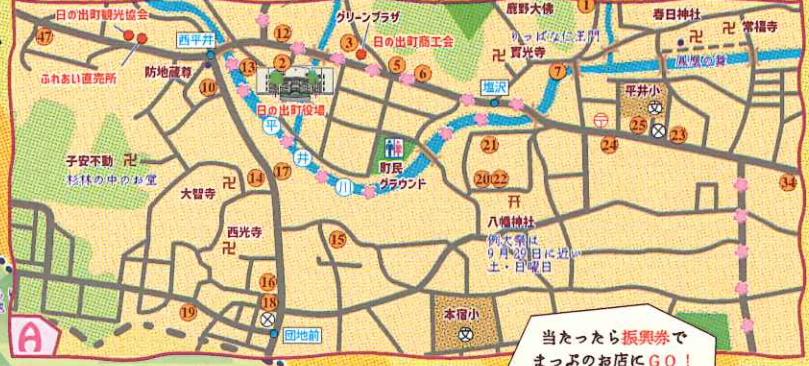 日の出町観光協会
グリーンプラザ
鹿野大佛
1
春日神社
常福寺
47
西平井
12
3
日の出町商工会
りっぱな仁王門
宝光寺
鳳凰の舞
ふれあい直売所
防地蔵尊
13
2
5
6
7
塩沢
平井小
10
日の出町役場
平
井
川
25
23
24
21
子安不動
杉林の中のお堂
14
17
町民
グラウンド
20
22
34
大智寺
八幡神社
例大祭は
9月29日に近い
土・日曜日
西光寺
15
16
18
19
本宿小
団地前
A
当たったら振興券で
まっぷのお店にGO!